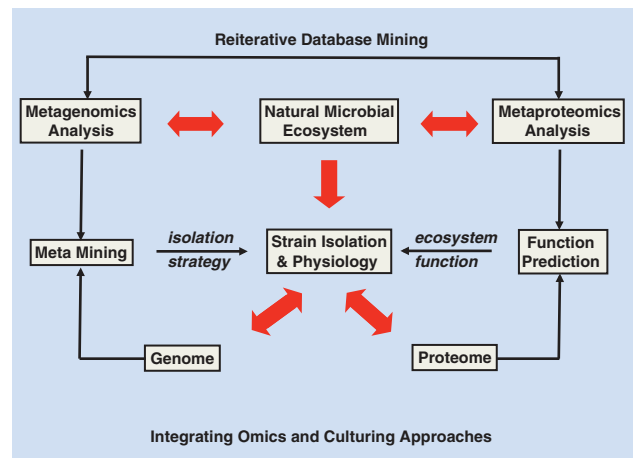 Reiterative Database Mining
Metagenomics
Analysis
Natural Microbial
Ecosystem
Metaproteomics
Analysis
Meta Mining
isolation
strategy
Strain Isolation
& Physiology
ecosystem
function
Function
Prediction
Genome
Proteome
Integrating Omics and Culturing Approaches